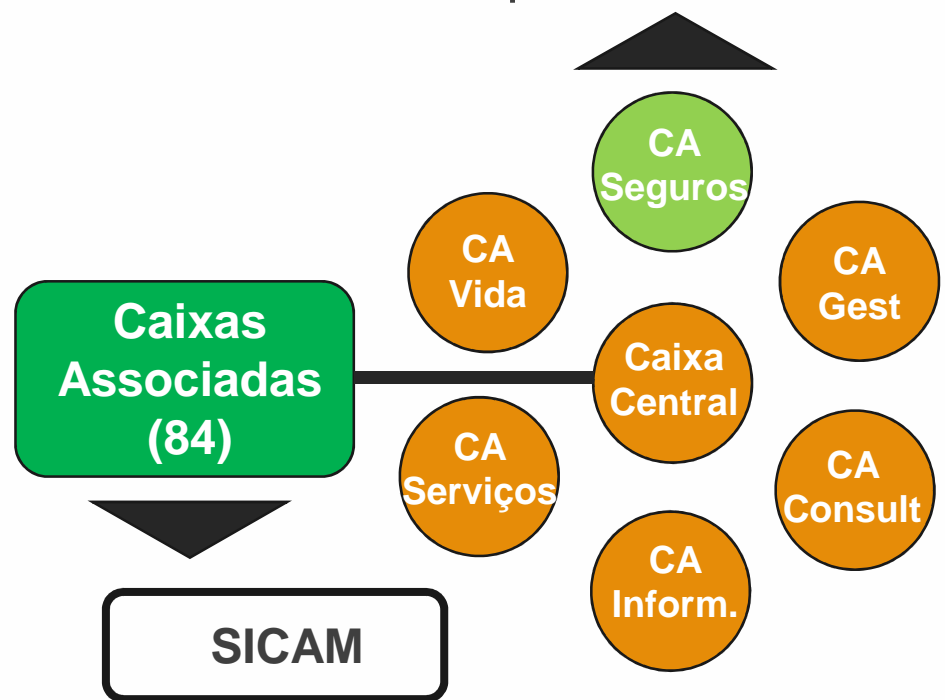 CA
Seguros
CA
Vida
CA
Gest
Caixas
Associadas
(84)
Caixa
Central
CA
Serviços
CA
Consult
CA
Inform.
SICAM